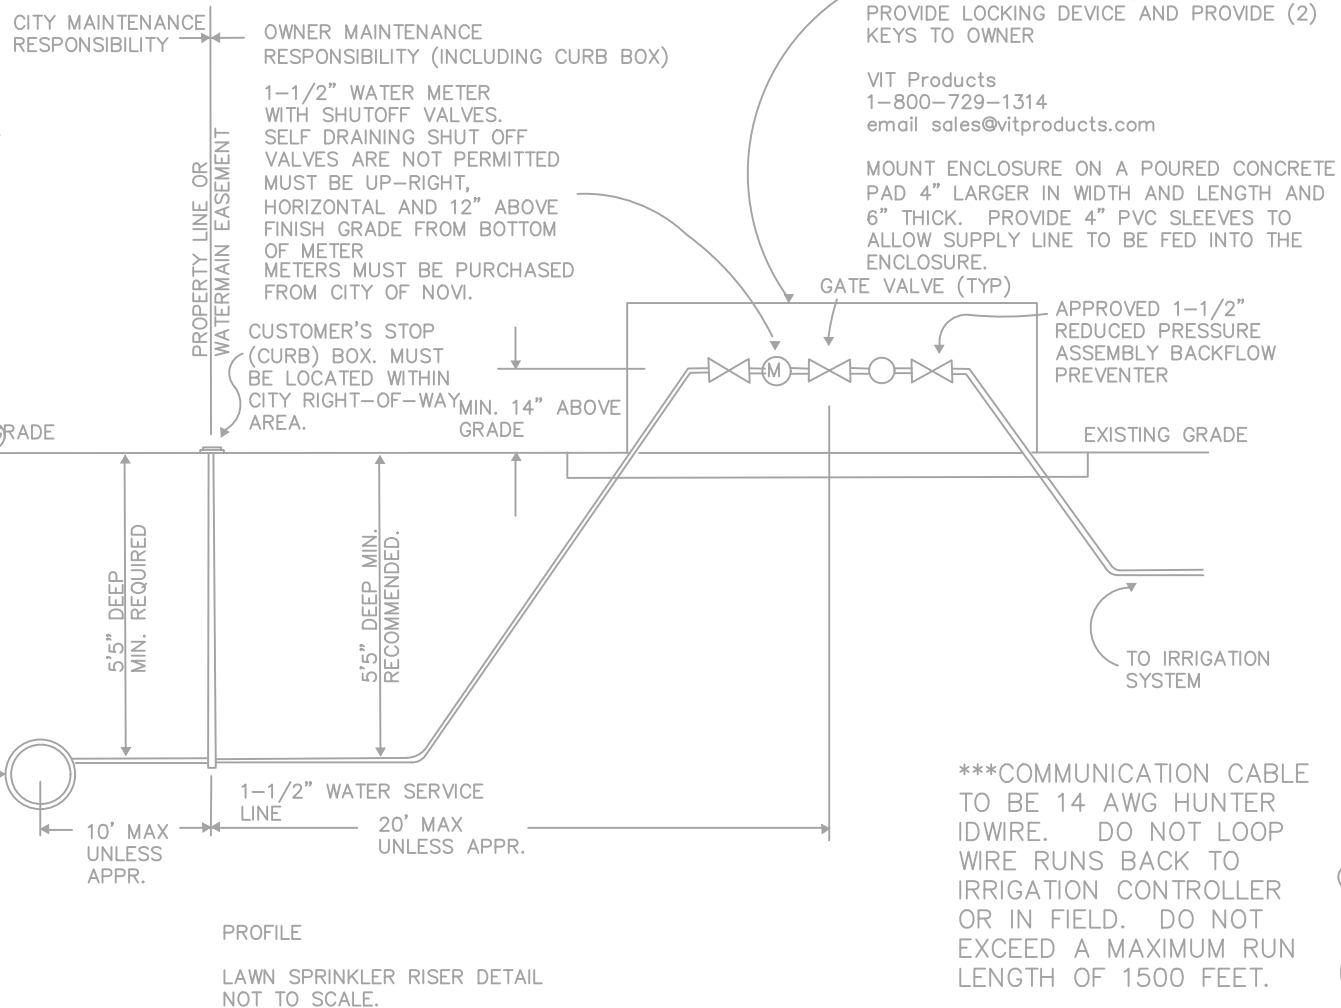 CITY MAINTENANCE
RESPONSIBILITY
OWNER MAINTENANCE
RESPONSIBILITY (INCLUDING CURB BOX)
1-1/2" WATER METER
WITH SHUTOFF VALVES.
SELF DRAINING SHUT OFF
VALVES ARE NOT PERMITTED
MUST BE UP-RIGHT,
HORIZONTAL AND 12" ABOVE
FINISH GRADE FROM BOTTOM
OF METER
METERS MUST BE PURCHASED
FROM CITY OF NOVI.
PROPERTY LINE OR
WATERMAIN EASEMENT
CUSTOMER'S STOP
(CURB) BOX. MUST
BE LOCATED WITHIN
CITY RIGHT-OF-WAY
AREA.
MIN. 14" ABOVE
GRADE
PROVIDE LOCKING DEVICE AND PROVIDE (2)
KEYS TO OWNER
VIT Products
1-800-729-1314
email sales@vitproducts.com
MOUNT ENCLOSURE ON A POURED CONCRETE
PAD 4" LARGER IN WIDTH AND LENGTH AND
6" THICK. PROVIDE 4" PVC SLEEVES TO
ALLOW SUPPLY LINE TO BE FED INTO THE
ENCLOSURE.
GATE VALVE (TYP)
APPROVED 1-1/2"
REDUCED PRESSURE
ASSEMBLY BACKFLOW
PREVENTER
M
GRADE
EXISTING GRADE
5'5" DEEP
MIN. REQUIRED
5'5" DEEP MIN.
RECOMMENDED.
TO IRRIGATION
SYSTEM
1-1/2" WATER SERVICE
LINE
10' MAX
UNLESS
APPR.
20' MAX
UNLESS APPR.
***COMMUNICATION CABLE
TO BE 14 AWG HUNTER
IDWIRE. DO NOT LOOP
WIRE RUNS BACK TO
IRRIGATION CONTROLLER
OR IN FIELD. DO NOT
EXCEED A MAXIMUM RUN
LENGTH OF 1500 FEET.
PROFILE
LAWN SPRINKLER RISER DETAIL
NOT TO SCALE.